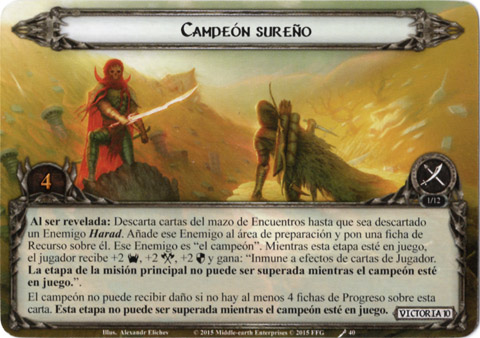 CAMPEÓN SUREÑO
4
1/12
Al ser revelada: Descarta cartas del mazo de Encuentros hasta que sea descartado
un Enemigo Harad. Añade ese Enemigo al área de preparación y pon una ficha de
Recurso sobre él. Ese Enemigo es "el campeón". Mientras esta etapa esté en juego,
el jugador recibe +2 , +2 , +2 y gana: "Inmune a efectos de cartas de Jugador.
La etapa de la misión principal no puede ser superada mientras el campeón esté
en juego.".
El campeón no puede recibir daño si no hay al menos 4 fichas de Progreso sobre esta
carta. Esta etapa no puede ser superada mientras el campeón esté en juego.
VICTORIA 10
Illus. Alexandr Elichev © 2015 Middle-earth Enterprises © 2015 FFG 40